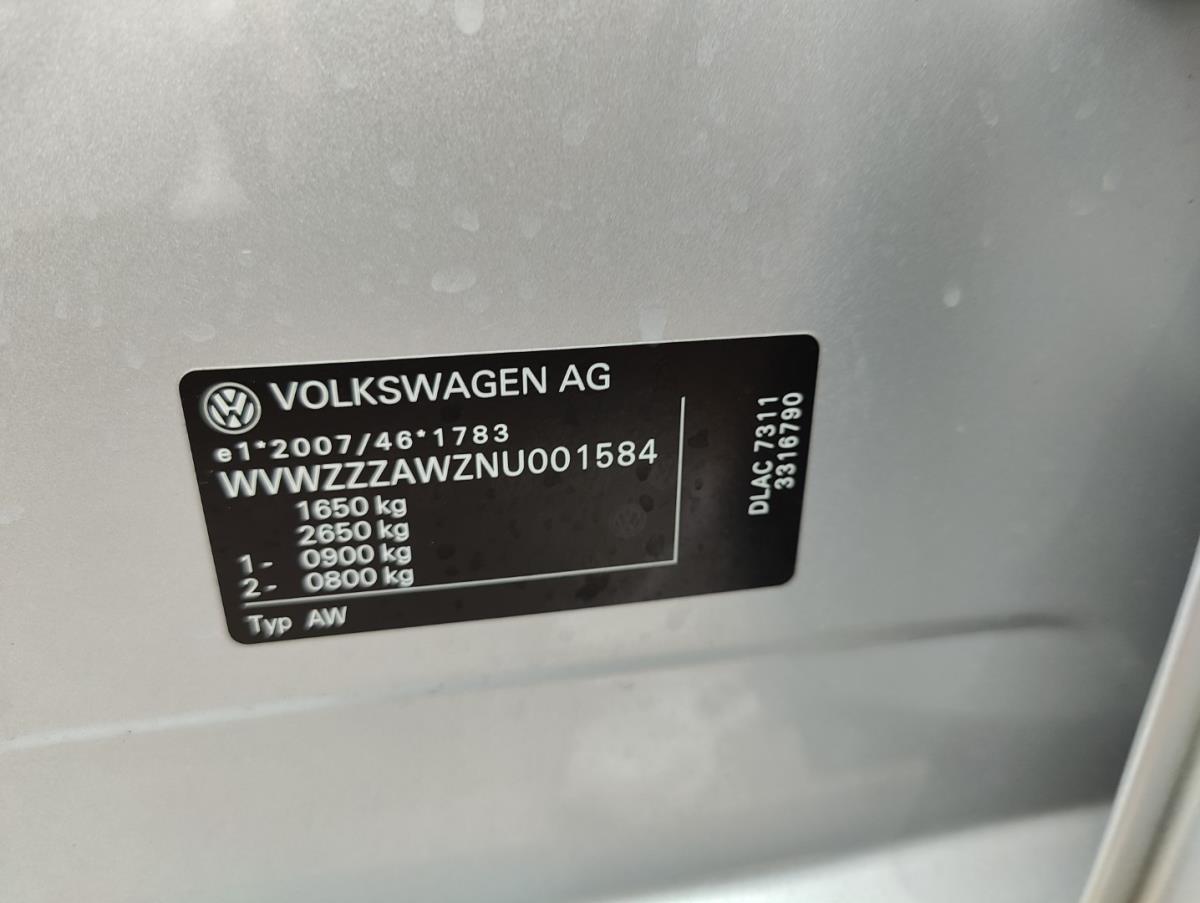 VOLKSWAGEN AG
e1*2007/46*1783
WVWZZZAWZNU001584
1650 kg
2650 kg
1- 0900 kg
2- 0800 kg
Typ AW
DLAC 7311
3316790